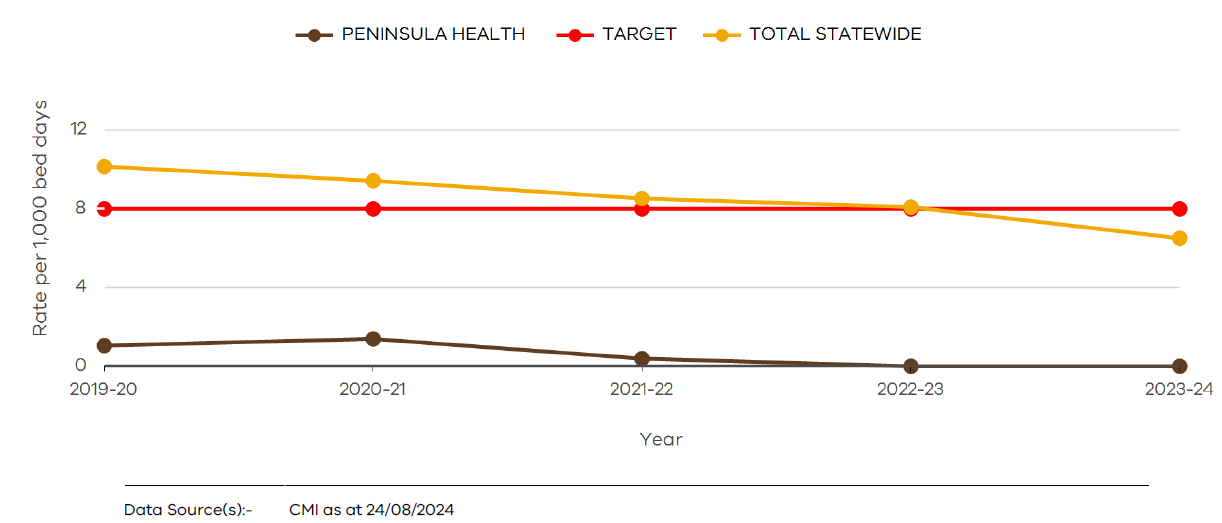 PENINSULA HEALTH TARGET TOTAL STATEWIDE
Rate per 1,000 bed days
12
8
4
0
2019-20 2020-21 2021-22 2022-23 2023-24
Year
Data Source(s):- CMI as at 24/08/2024